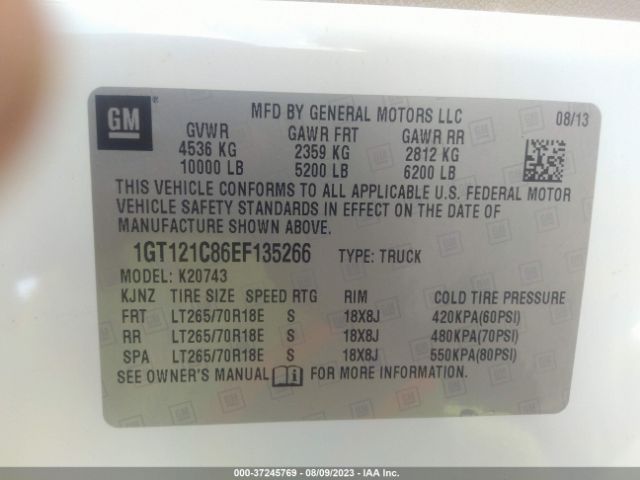 GM
®
MFD BY GENERAL MOTORS LLC 08/13
GVWR GAWR FRT GAWR RR
4536 KG 2359 KG 2812 KG
10000 LB 5200 LB 6200 LB
THIS VEHICLE CONFORMS TO ALL APPLICABLE U.S. FEDERAL MOTOR
VEHICLE SAFETY STANDARDS IN EFFECT ON THE DATE OF
MANUFACTURE SHOWN ABOVE.
1GT121C86EF135266 TYPE: TRUCK
MODEL: K20743
KJNZ TIRE SIZE SPEED RTG RIM COLD TIRE PRESSURE
FRT LT265/70R18E S 18X8J 420KPA(60PSI)
RR LT265/70R18E S 18X8J 480KPA(70PSI)
SPA LT265/70R18E S 18X8J 550KPA(80PSI)
SEE OWNER'S MANUAL FOR MORE INFORMATION.
000-37245769 - 08/09/2023 - IAA Inc.